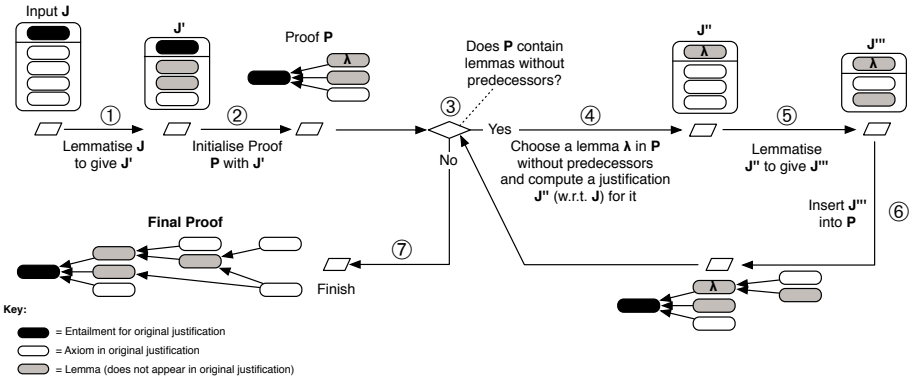 Input J
J'
Proof P
λ
Does P contain
lemmas without
predecessors?
J''
λ
J'''
λ
①
Lemmatise J
to give J'
②
Initialise Proof
P with J'
③
Yes
No
④
Choose a lemma λ in P
without predecessors
and compute a justification
J'' (w.r.t. J) for it
⑤
Lemmatise
J'' to give J'''
Insert J'''
into P
⑥
Final Proof
⑦
Finish
λ
Key:
= Entailment for original justification
= Axiom in original justification
= Lemma (does not appear in original justification)